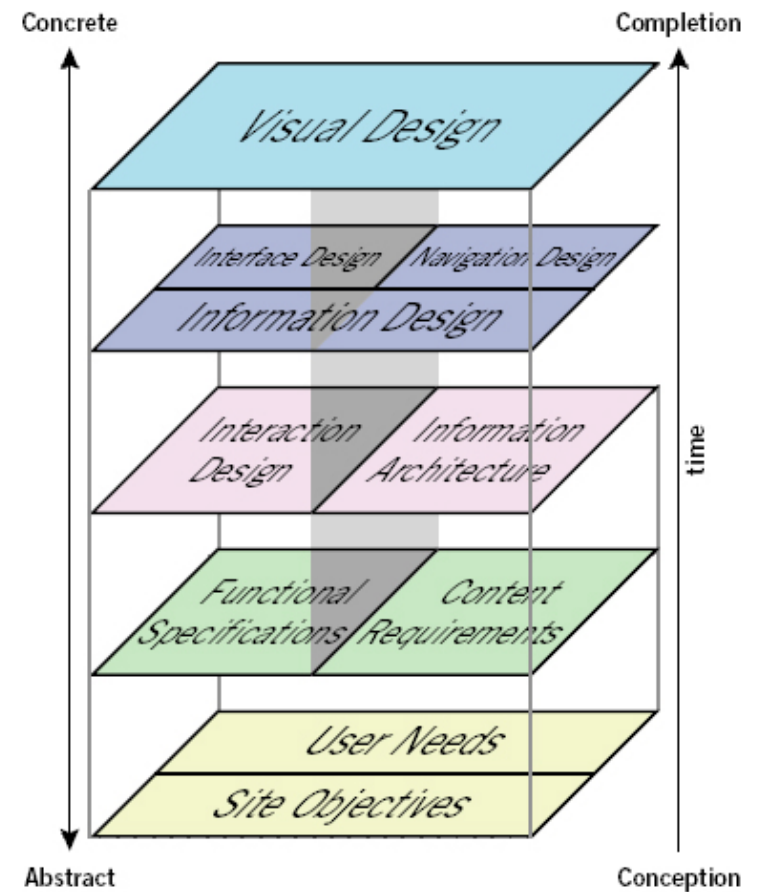 Concrete
Completion
Visual Design
Interface Design
Navigation Design
Information Design
Interaction
Design
Information
Architecture
time
Functional
Specifications
Content
Requirements
User Needs
Site Objectives
Abstract
Conception